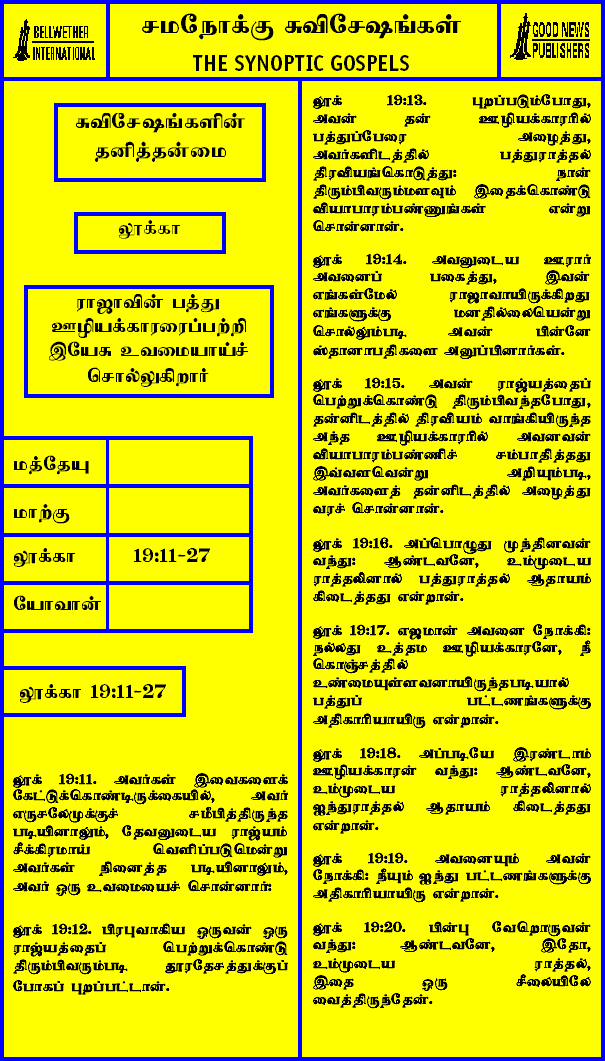 BELLWETHER
INTERNATIONAL
சமநோக்கு சுவிசேஷங்கள்
THE SYNOPTIC GOSPELS
GOOD NEWS
PUBLISHERS
சுவிசேஷங்களின்
தனித்தன்மை
லூக்கா
ராஜாவின் பத்து
ஊழியக்காரரைப்பற்றி
இயேசு உவமையாய்ச்
சொல்லுகிறார்
மத்தேயு
மாற்கு
லூக்கா 19:11-27
யோவான்
லூக்கா 19:11-27
லூக் 19:11. அவர்கள் இவைகளைக்
கேட்டுக்கொண்டிருக்கையில், அவர்
எருசலேமுக்குச் சமீபித்திருந்த
படியினாலும், தேவனுடைய ராஜ்யம்
சீக்கிரமாய் வெளிப்படுமென்று
அவர்கள் நினைத்த படியினாலும்,
அவர் ஒரு உவமையைச் சொன்னார்:
லூக் 19:12. பிரபுவாகிய ஒருவன் ஒரு
ராஜ்யத்தைப் பெற்றுக்கொண்டு
திரும்பிவரும்படி தூரதேசத்துக்குப்
போகப் புறப்பட்டான்.
லூக் 19:13. புறப்படும்போது,
அவன் தன் ஊழியக்காரரில்
பத்துப்பேரை அழைத்து,
அவர்களிடத்தில் பத்துராத்தல்
திரவியங்கொடுத்து: நான்
திரும்பிவருமளவும் இதைக்கொண்டு
வியாபாரம்பண்ணுங்கள் என்று
சொன்னான்.
லூக் 19:14. அவனுடைய ஊரார்
அவனைப் பகைத்து, இவன்
எங்கள்மேல் ராஜாவாயிருக்கிறது
எங்களுக்கு மனதில்லையென்று
சொல்லும்படி அவன் பின்னே
ஸ்தானாபதிகளை அனுப்பினார்கள்.
லூக் 19:15. அவன் ராஜ்யத்தைப்
பெற்றுக்கொண்டு திரும்பிவந்தபோது,
தன்னிடத்தில் திரவியம் வாங்கியிருந்த
அந்த ஊழியக்காரரில் அவனவன்
வியாபாரம்பண்ணிச் சம்பாதித்தது
இவ்வளவென்று அறியும்படி,
அவர்களைத் தன்னிடத்தில் அழைத்து
வரச் சொன்னான்.
லூக் 19:16. அப்பொழுது முந்தினவன்
வந்து: ஆண்டவனே, உம்முடைய
ராத்தலினால் பத்துராத்தல் ஆதாயம்
கிடைத்தது என்றான்.
லூக் 19:17. எஜமான் அவனை நோக்கி:
நல்லது உத்தம ஊழியக்காரனே, நீ
கொஞ்சத்தில்
உண்மையுள்ளவனாயிருந்தபடியால்
பத்துப் பட்டணங்களுக்கு
அதிகாரியாயிரு என்றான்.
லூக் 19:18. அப்படியே இரண்டாம்
ஊழியக்காரன் வந்து: ஆண்டவனே,
உம்முடைய ராத்தலினால்
ஐந்துராத்தல் ஆதாயம் கிடைத்தது
என்றான்.
லூக் 19:19. அவனையும் அவன்
நோக்கி: நீயும் ஐந்து பட்டணங்களுக்கு
அதிகாரியாயிரு என்றான்.
லூக் 19:20. பின்பு வேறொருவன்
வந்து: ஆண்டவனே, இதோ,
உம்முடைய ராத்தல்,
இதை ஒரு சீலையிலே
வைத்திருந்தேன்.